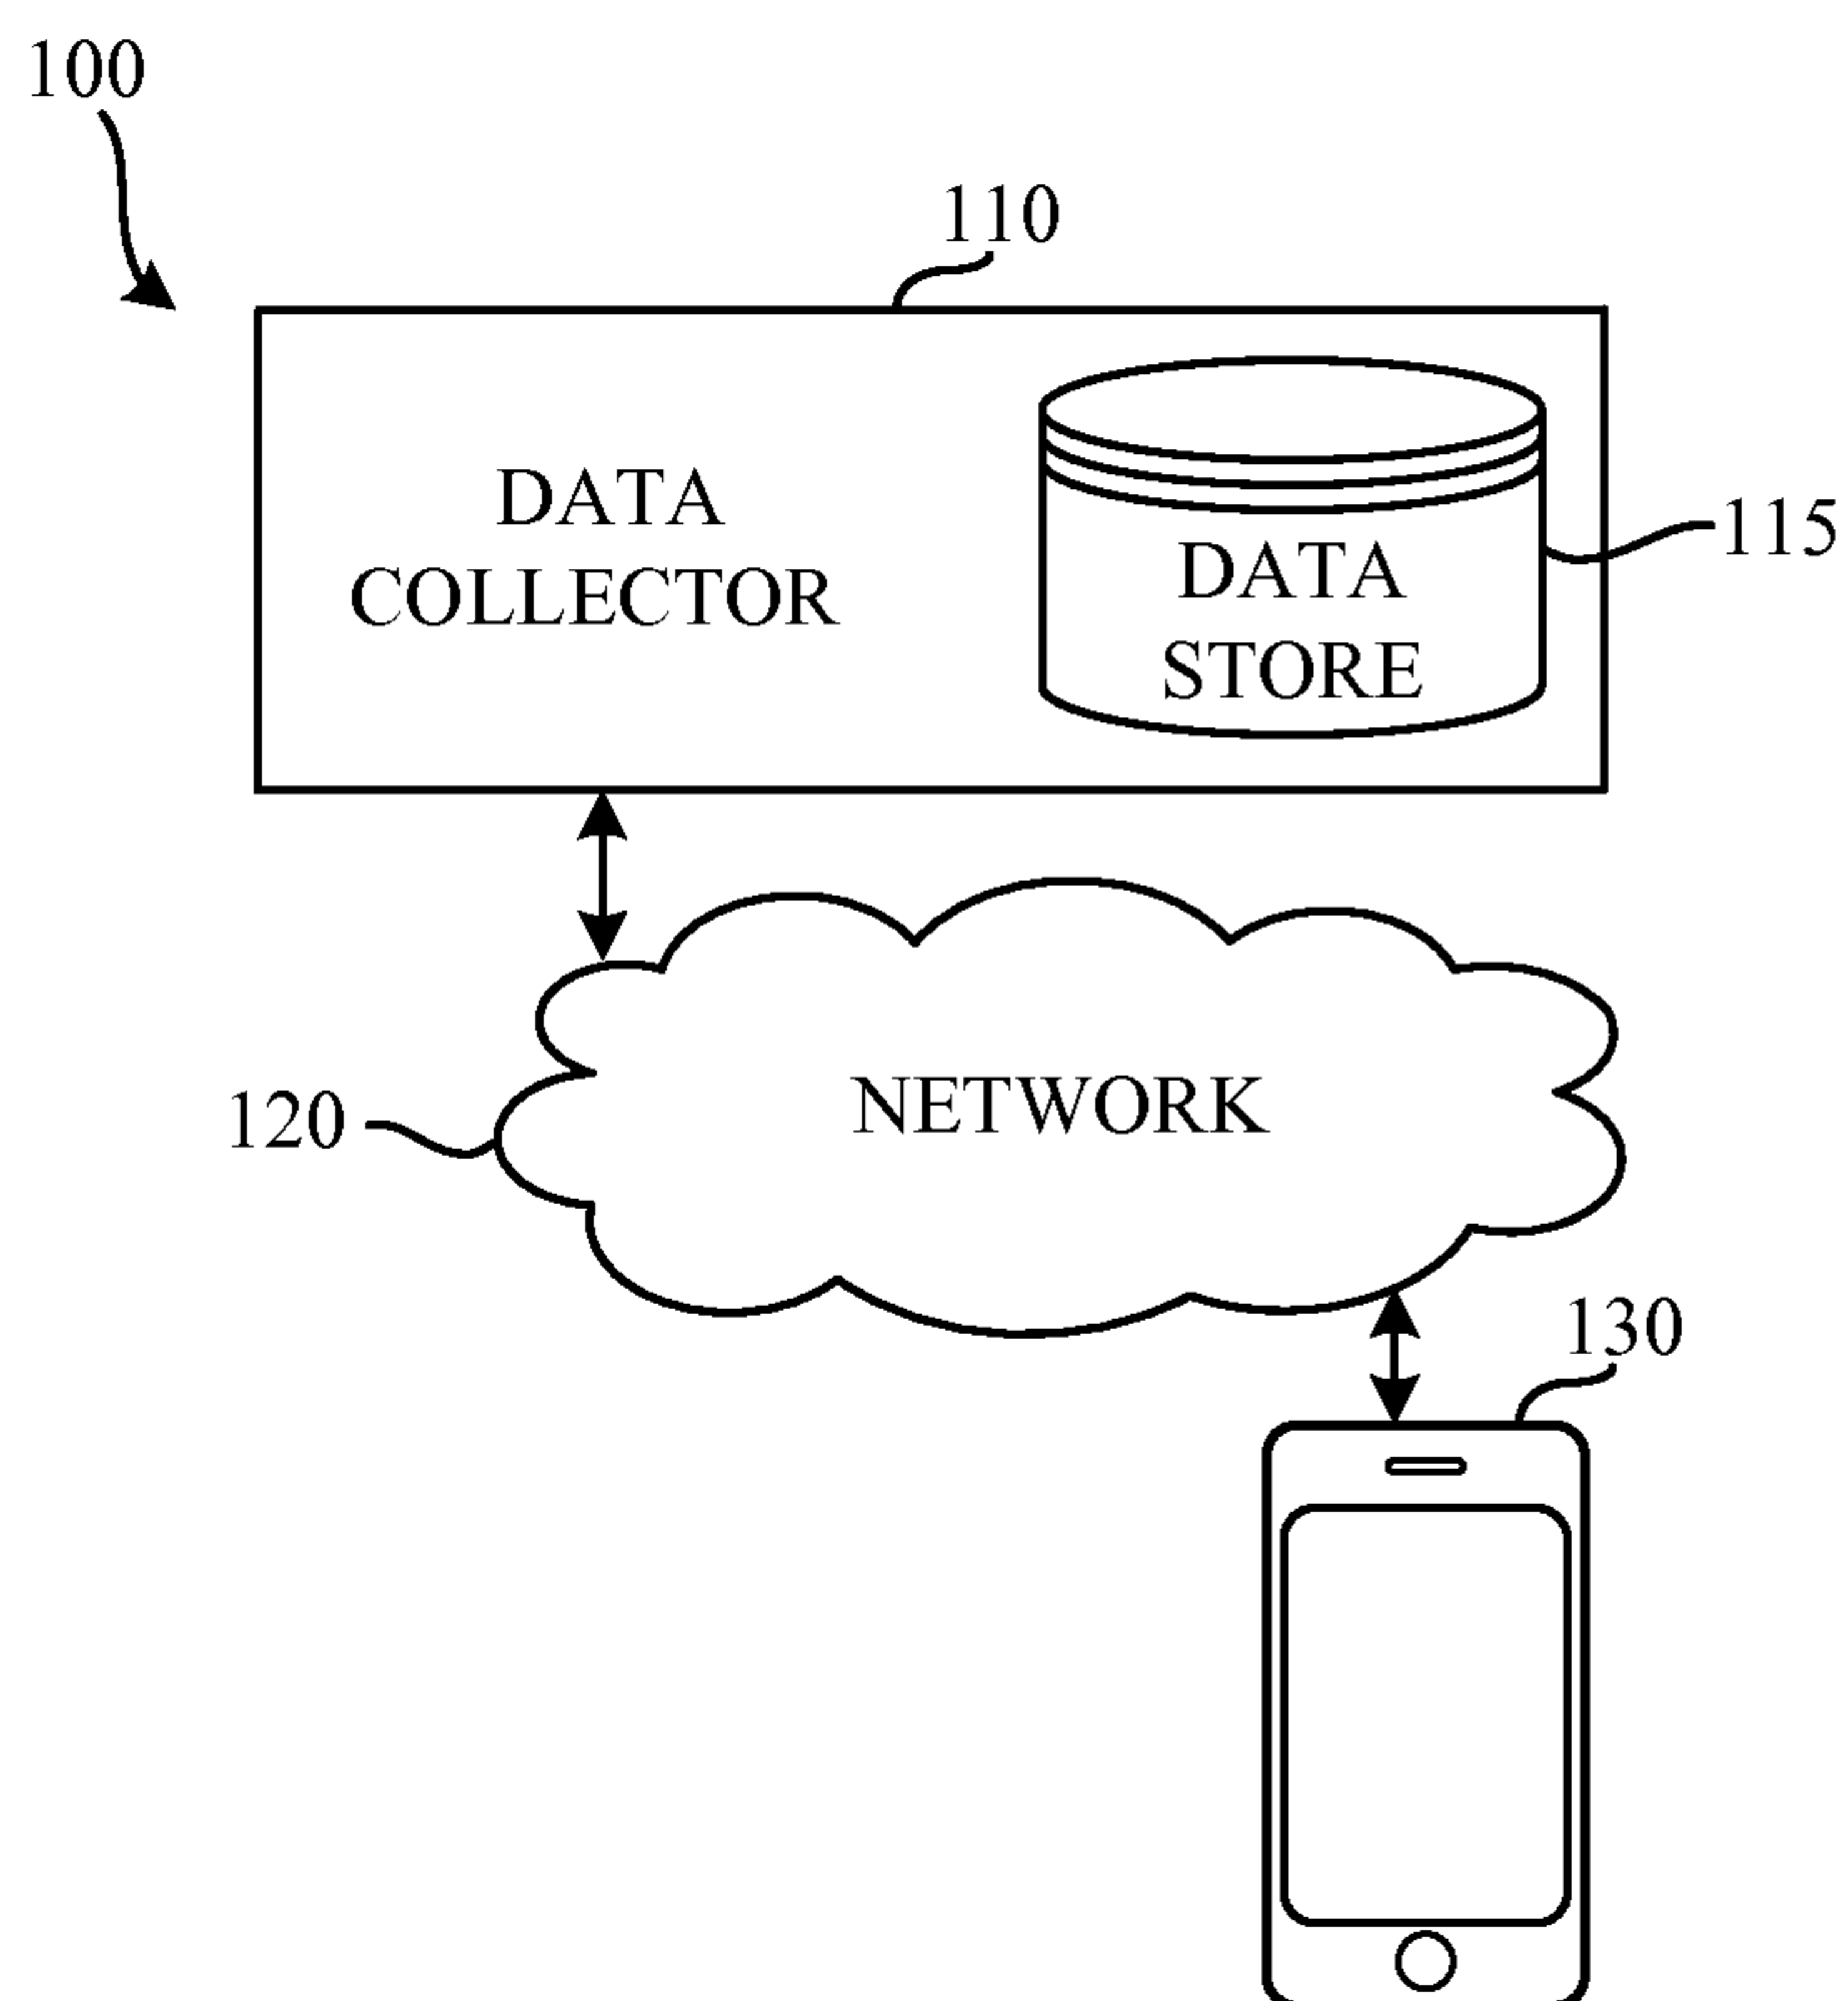 100
110
DATA
COLLECTOR
DATA
STORE
115
NETWORK
120
130